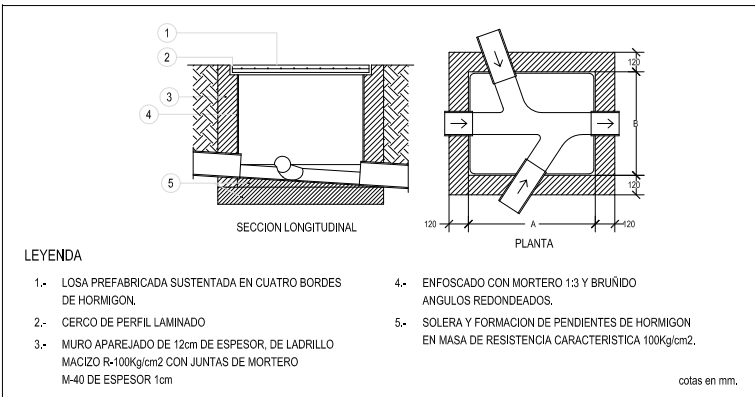 1
2
3
4
5
SECCION LONGITUDINAL
120
B
120
120
A
120
PLANTA
LEYENDA
1.- LOSA PREFABRICADA SUSTENTADA EN CUATRO BORDES
DE HORMIGON.
2.- CERCO DE PERFIL LAMINADO
3.- MURO APAREJADO DE 12cm DE ESPESOR, DE LADRILLO
MACIZO R-100Kg/cm2 CON JUNTAS DE MORTERO
M-40 DE ESPESOR 1cm
4.- ENFOSCADO CON MORTERO 1:3 Y BRUÑIDO
ANGULOS REDONDEADOS.
5.- SOLERA Y FORMACION DE PENDIENTES DE HORMIGON
EN MASA DE RESISTENCIA CARACTERISTICA 100Kg/cm2.
cotas en mm.